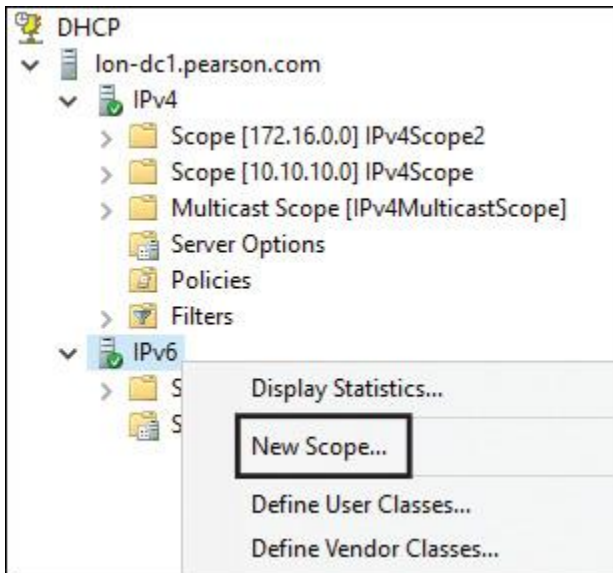 DHCP
lon-dc1.pearson.com
IPv4
Scope [172.16.0.0] IPv4Scope2
Scope [10.10.10.0] IPv4Scope
Multicast Scope [IPv4MulticastScope]
Server Options
Policies
Filters
IPv6
S
Display Statistics...
S
New Scope...
Define User Classes...
Define Vendor Classes...